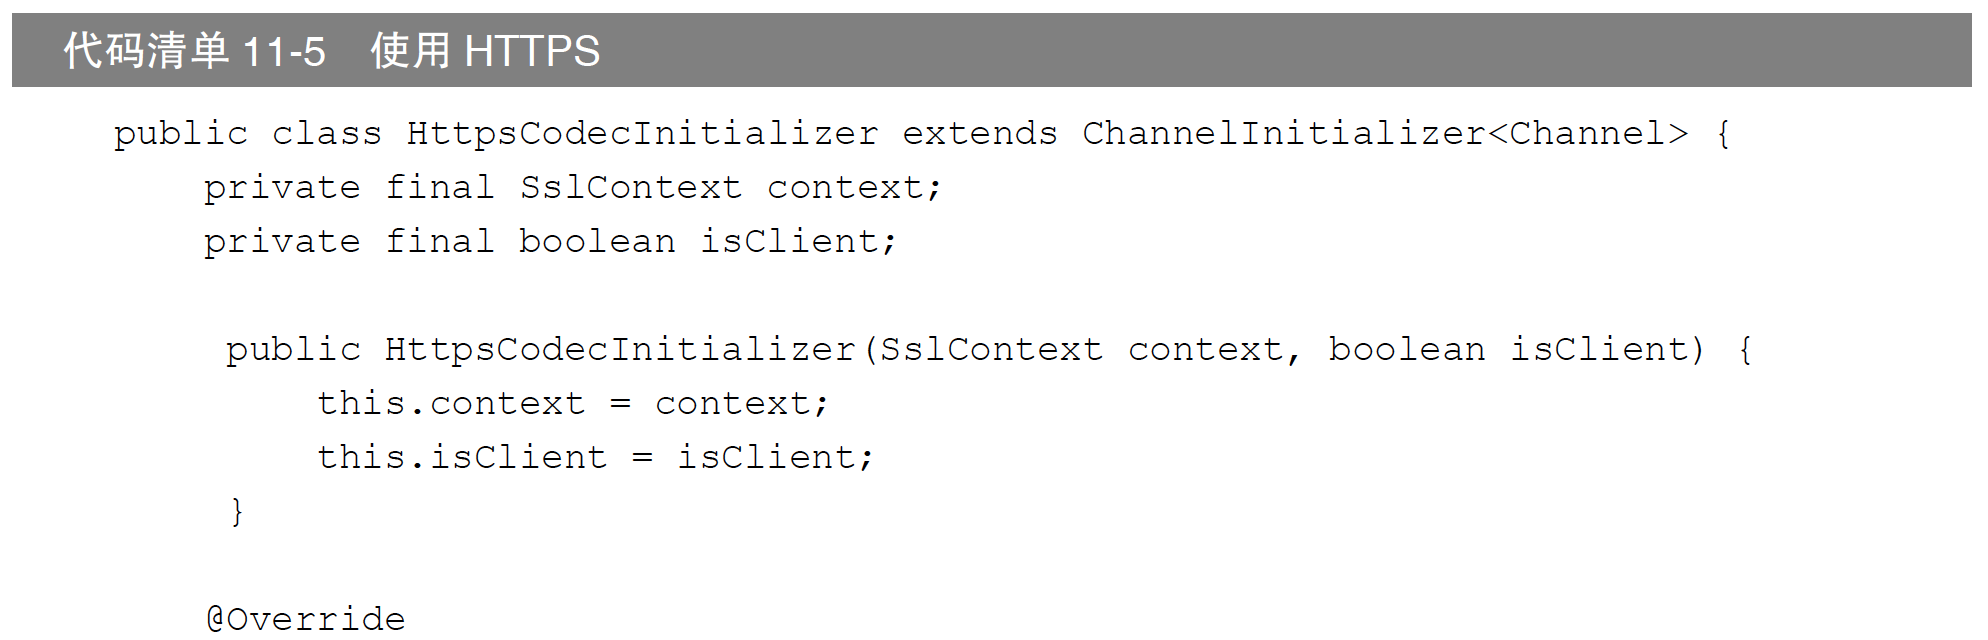 代码清单 11-5 使用 HTTPS
public class HttpsCodecInitializer extends ChannelInitializer<Channel> {
private final SslContext context;
private final boolean isClient;
public HttpsCodecInitializer(SslContext context, boolean isClient) {
this.context = context;
this.isClient = isClient;
}
@Override